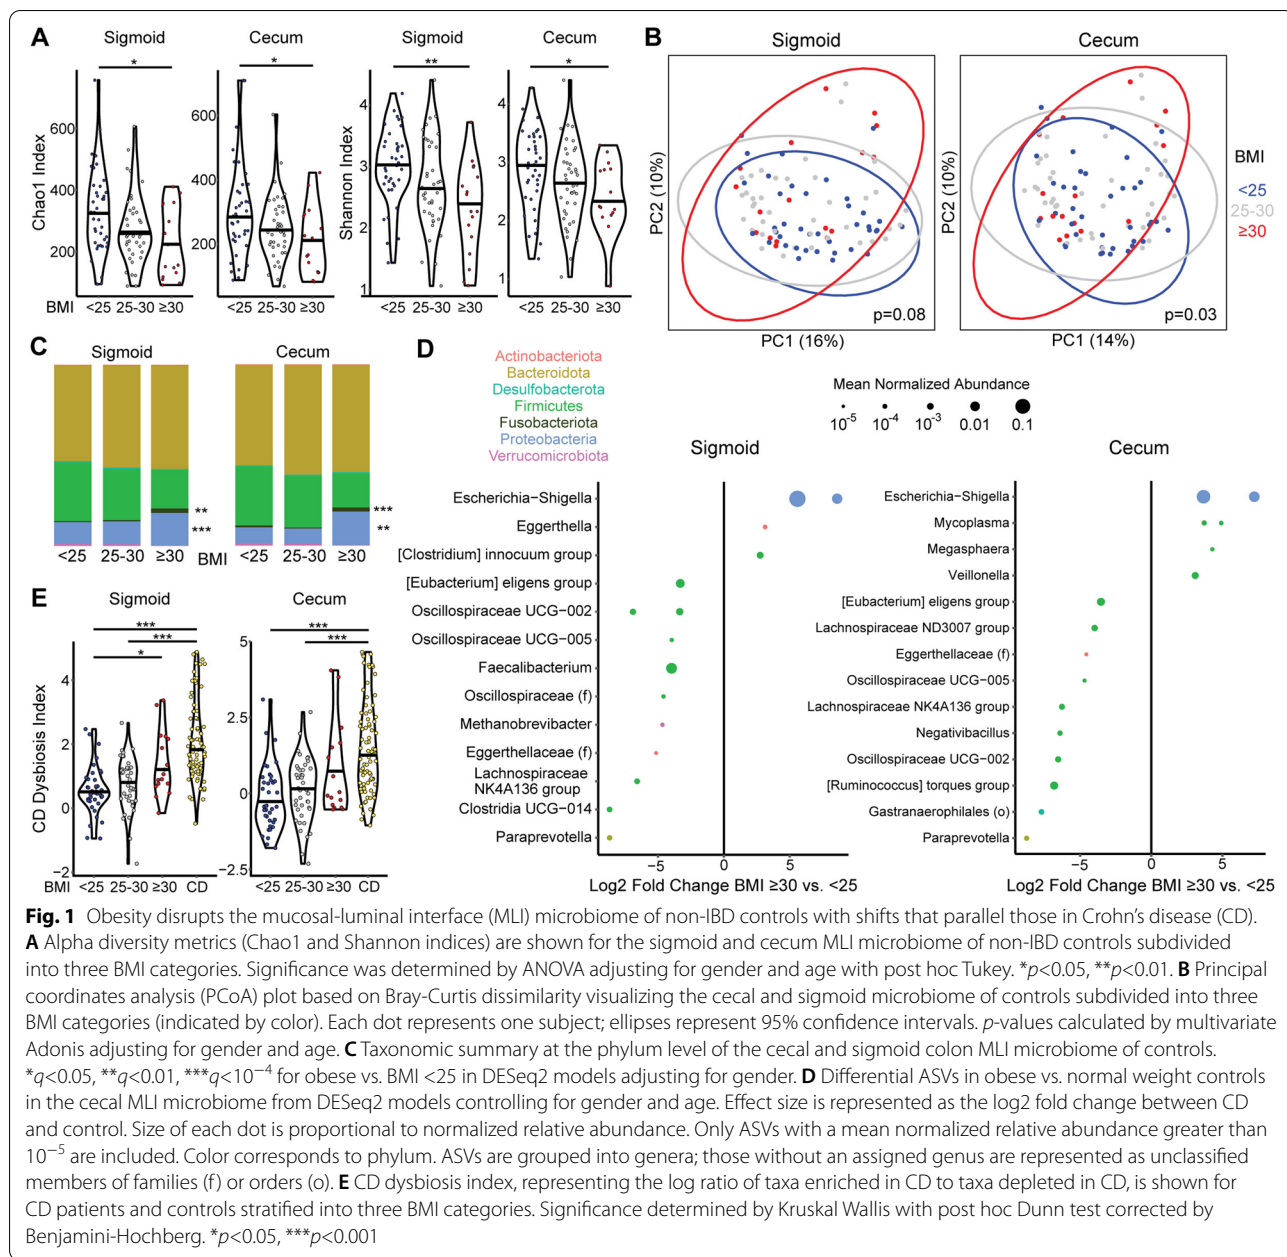 A
Sigmoid
Cecum
Sigmoid
Cecum
*
*
**
*
Chao1 Index
600
400
200
600
400
200
Shannon Index
4
3
2
1
4
3
2
1
BMI <25 25-30 ≥30
<25 25-30 ≥30
<25 25-30 ≥30
<25 25-30 ≥30
B
Sigmoid
Cecum
PC2 (10%)
PC2 (10%)
p=0.08
p=0.03
PC1 (16%)
PC1 (14%)
BMI
<25
25-30
≥30
C
Sigmoid
Cecum
**
***
***
**
<25 25-30 ≥30
BMI
<25 25-30 ≥30
D
Actinobacteriota
Bacteroidota
Desulfobacterota
Firmicutes
Fusobacteriota
Proteobacteria
Verrucomicrobiota
Mean Normalized Abundance
10⁻⁵ 10⁻⁴ 10⁻³ 0.01 0.1
Sigmoid
Escherichia−Shigella
Eggerthella
[Clostridium] innocuum group
[Eubacterium] eligens group
Oscillospiraceae UCG−002
Oscillospiraceae UCG−005
Faecalibacterium
Oscillospiraceae (f)
Methanobrevibacter
Eggerthellaceae (f)
Lachnospiraceae
NK4A136 group
Clostridia UCG−014
Paraprevotella
−5 0 5
Log2 Fold Change BMI ≥30 vs. <25
Cecum
Escherichia−Shigella
Mycoplasma
Megasphaera
Veillonella
[Eubacterium] eligens group
Lachnospiraceae ND3007 group
Eggerthellaceae (f)
Oscillospiraceae UCG−005
Lachnospiraceae NK4A136 group
Negativibacillus
Oscillospiraceae UCG−002
[Ruminococcus] torques group
Gastranaerophilales (o)
Paraprevotella
−5 0 5
Log2 Fold Change BMI ≥30 vs. <25
E
Sigmoid
Cecum
***
***
*
***
***
CD Dysbiosis Index
4
2
0
−2
5
2.5
0
−2.5
BMI <25 25-30 ≥30 CD
<25 25-30 ≥30 CD
Fig. 1 Obesity disrupts the mucosal-luminal interface (MLI) microbiome of non-IBD controls with shifts that parallel those in Crohn's disease (CD).
A Alpha diversity metrics (Chao1 and Shannon indices) are shown for the sigmoid and cecum MLI microbiome of non-IBD controls subdivided
into three BMI categories. Significance was determined by ANOVA adjusting for gender and age with post hoc Tukey. *p<0.05, **p<0.01. B Principal
coordinates analysis (PCoA) plot based on Bray-Curtis dissimilarity visualizing the cecal and sigmoid microbiome of controls subdivided into three
BMI categories (indicated by color). Each dot represents one subject; ellipses represent 95% confidence intervals. p-values calculated by multivariate
Adonis adjusting for gender and age. C Taxonomic summary at the phylum level of the cecal and sigmoid colon MLI microbiome of controls.
*q<0.05, **q<0.01, ***q<10⁻⁴ for obese vs. BMI <25 in DESeq2 models adjusting for gender. D Differential ASVs in obese vs. normal weight controls
in the cecal MLI microbiome from DESeq2 models controlling for gender and age. Effect size is represented as the log2 fold change between CD
and control. Size of each dot is proportional to normalized relative abundance. Only ASVs with a mean normalized relative abundance greater than
10⁻⁵ are included. Color corresponds to phylum. ASVs are grouped into genera; those without an assigned genus are represented as unclassified
members of families (f) or orders (o). E CD dysbiosis index, representing the log ratio of taxa enriched in CD to taxa depleted in CD, is shown for
CD patients and controls stratified into three BMI categories. Significance determined by Kruskal Wallis with post hoc Dunn test corrected by
Benjamini-Hochberg. *p<0.05, ***p<0.001